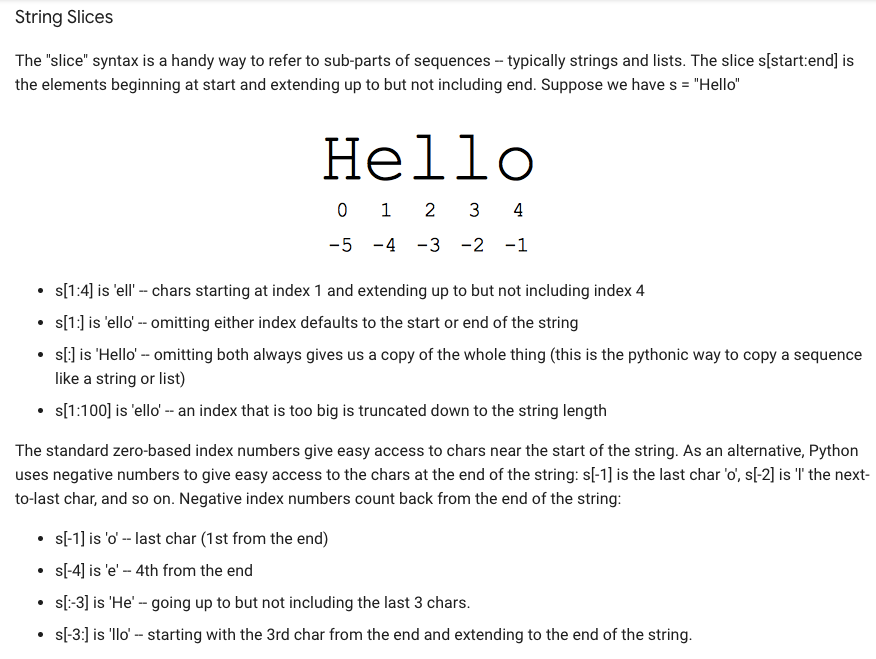 String Slices
The "slice" syntax is a handy way to refer to sub-parts of sequences -- typically strings and lists. The slice s[start:end] is
the elements beginning at start and extending up to but not including end. Suppose we have s = "Hello"
Hello
0 1 2 3 4
-5 -4 -3 -2 -1
• s[1:4] is 'ell' -- chars starting at index 1 and extending up to but not including index 4
• s[1:] is 'ello' -- omitting either index defaults to the start or end of the string
• s[:] is 'Hello' -- omitting both always gives us a copy of the whole thing (this is the pythonic way to copy a sequence
like a string or list)
• s[1:100] is 'ello' -- an index that is too big is truncated down to the string length
The standard zero-based index numbers give easy access to chars near the start of the string. As an alternative, Python
uses negative numbers to give easy access to the chars at the end of the string: s[-1] is the last char 'o', s[-2] is 'l' the next-
to-last char, and so on. Negative index numbers count back from the end of the string:
• s[-1] is 'o' -- last char (1st from the end)
• s[-4] is 'e' -- 4th from the end
• s[:-3] is 'He' -- going up to but not including the last 3 chars.
• s[-3:] is 'llo' -- starting with the 3rd char from the end and extending to the end of the string.